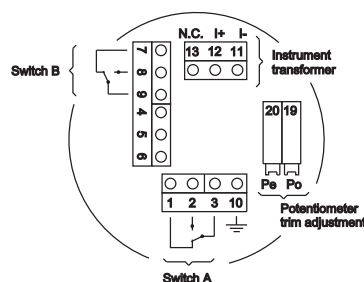 N.C. I+ I-
13 12 11
Instrument
transformer
Switch B
7
8
9
4
5
6
20 19
Pe Po
Potentiometer
trim adjustment
1 2 3 10
Switch A